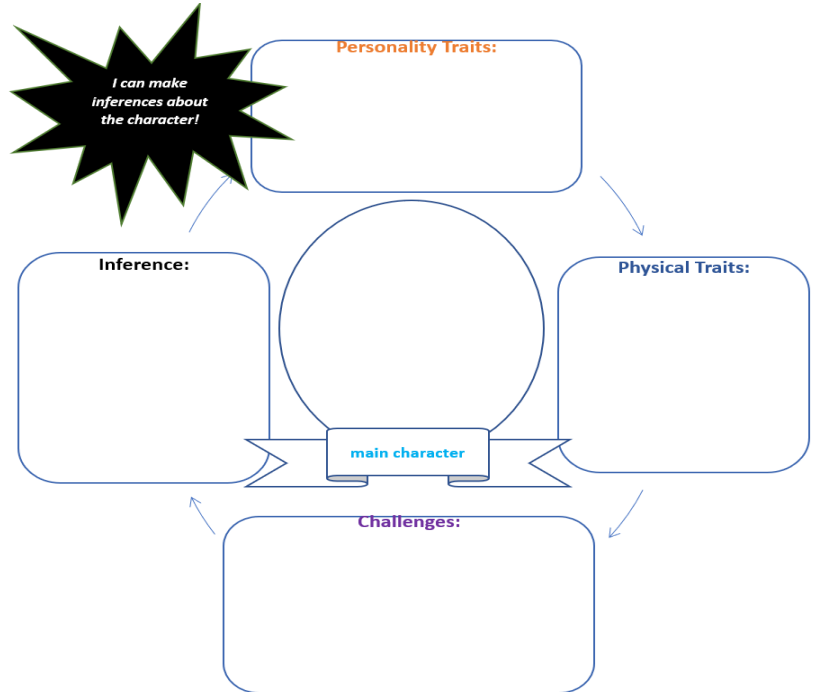 I can make
inferences about
the character!
Personality Traits:
Inference:
Physical Traits:
main character
Challenges: